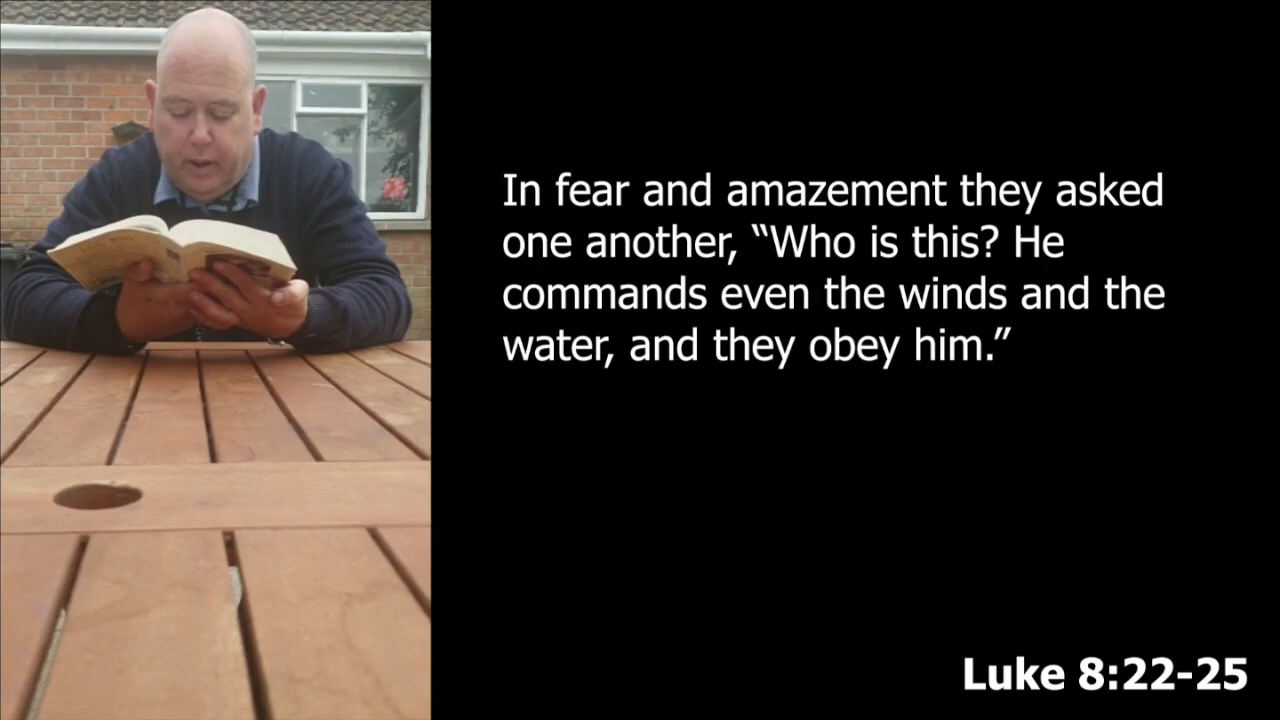 In fear and amazement they asked
one another, “Who is this? He
commands even the winds and the
water, and they obey him.”
Luke 8:22-25